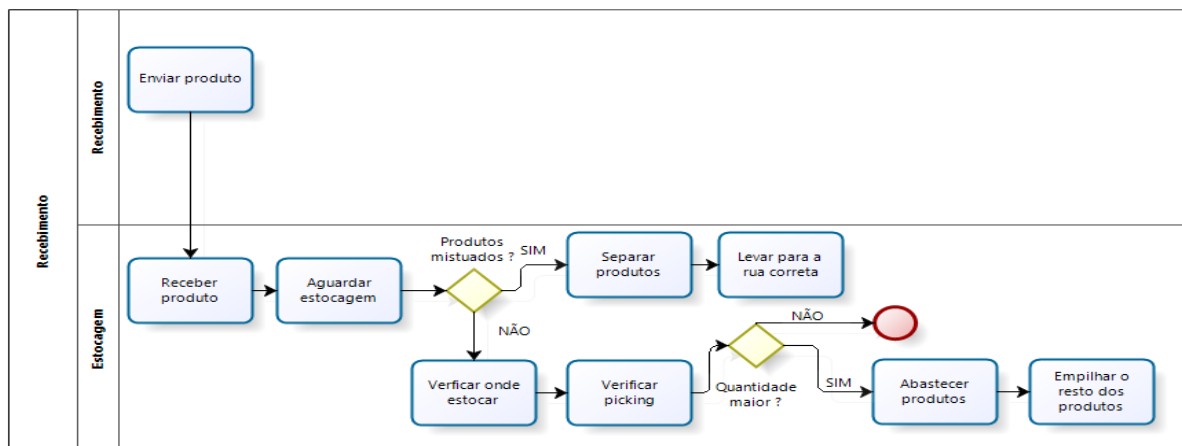 Recebimento
Recebimento
Enviar produto
Estocagem
Receber
produto
Aguardar
estocagem
Produtos
mistuados ?
SIM
Separar
produtos
Levar para a
rua correta
NÃO
Verficar onde
estocar
Verificar
picking
Quantidade
maior ?
NÃO
SIM
Abastecer
produtos
Empilhar o
resto dos
produtos